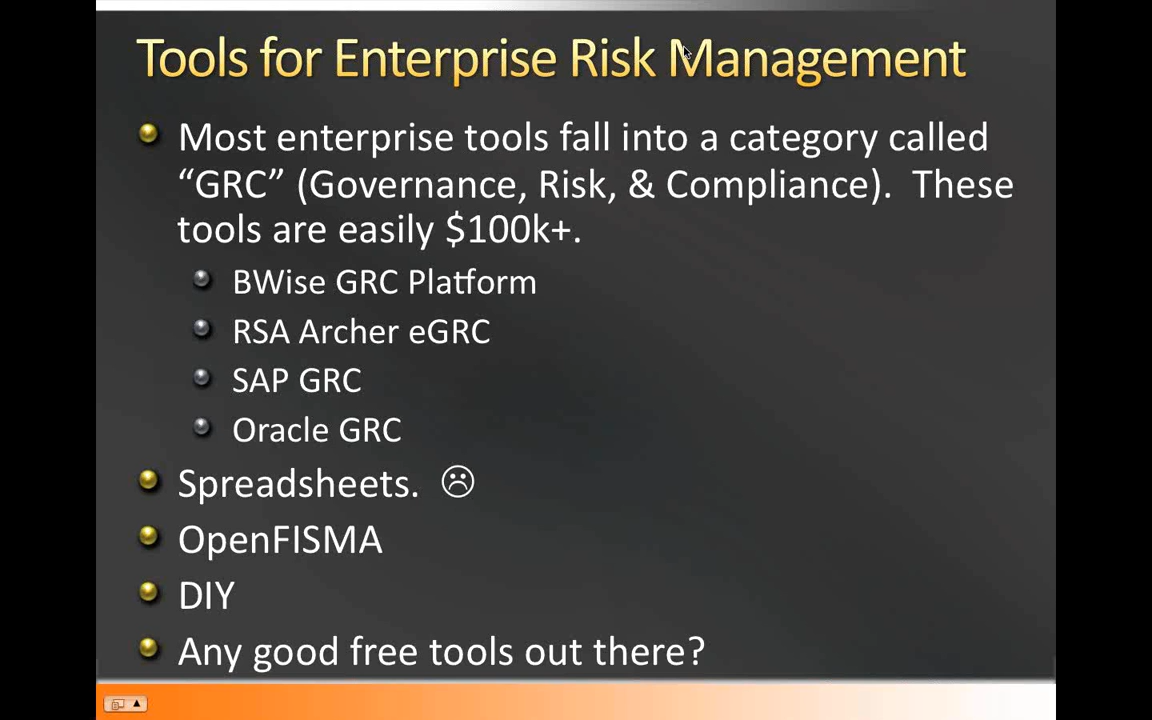 Tools for Enterprise Risk Management
Most enterprise tools fall into a category called
“GRC” (Governance, Risk, & Compliance).  These
tools are easily $100k+.
BWise GRC Platform
RSA Archer eGRC
SAP GRC
Oracle GRC
Spreadsheets. ☹
OpenFISMA
DIY
Any good free tools out there?